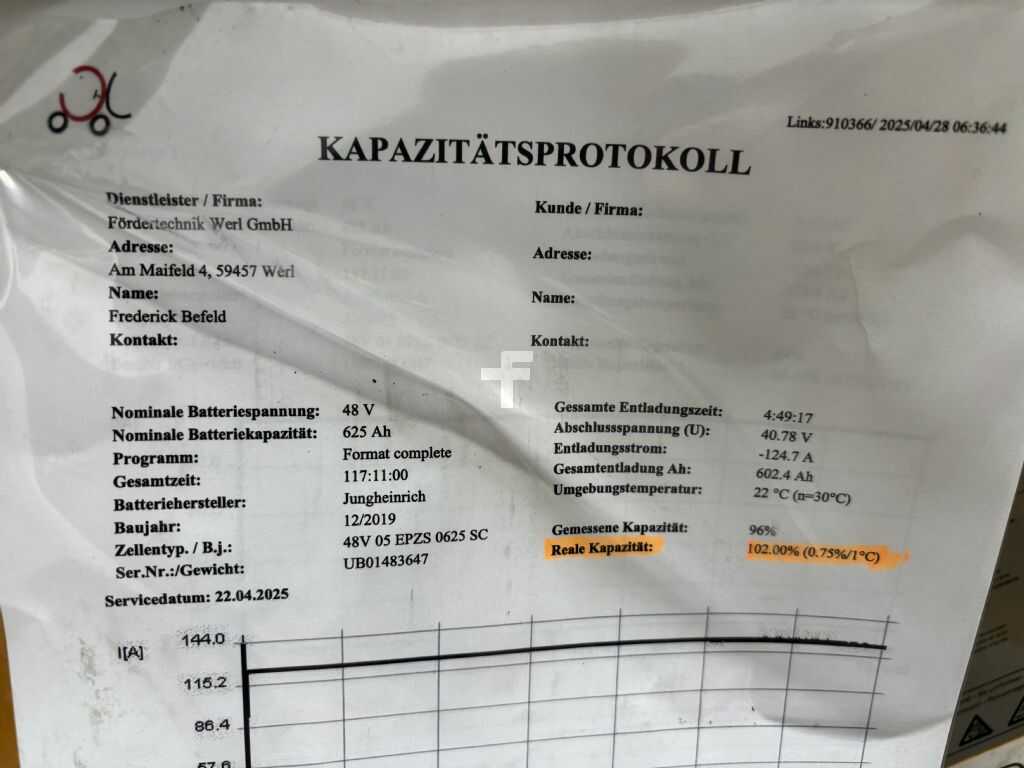 Links:910366/ 2025/04/28 06:36:44
KAPAZITÄTSPROTOKOLL
Dienstleister / Firma:
Fördertechnik Werl GmbH
Adresse:
Am Maifeld 4, 59457 Werl
Name:
Frederick Befeld
Kontakt:
Kunde / Firma:
Adresse:
Name:
Kontakt:
Nominale Batteriespannung: 48 V
Nominale Batteriekapazität: 625 Ah
Programm: Format complete
Gesamtzeit: 117:11:00
Batteriehersteller: Jungheinrich
Baujahr: 12/2019
Zellentyp. / B.j.: 48V 05 EPZS 0625 SC
Ser.Nr.:/Gewicht: UB01483647
Servicedatum: 22.04.2025
Gessamte Entladungszeit: 4:49:17
Abschlussspannung (U): 40.78 V
Entladungsstrom: -124.7 A
Gesamtentladung Ah: 602.4 Ah
Umgebungstemperatur: 22 °C (n=30°C)
Gemessene Kapazität: 96%
Reale Kapazität: 102.00% (0.75%/1°C)
I[A]
144.0
115.2
86.4
57.6